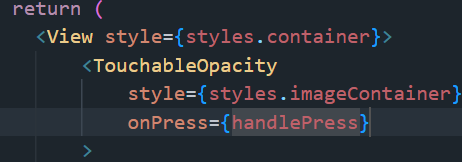 return (
<View style={styles.container}>
<TouchableOpacity
style={styles.imageContainer}
onPress={handlePress}
>